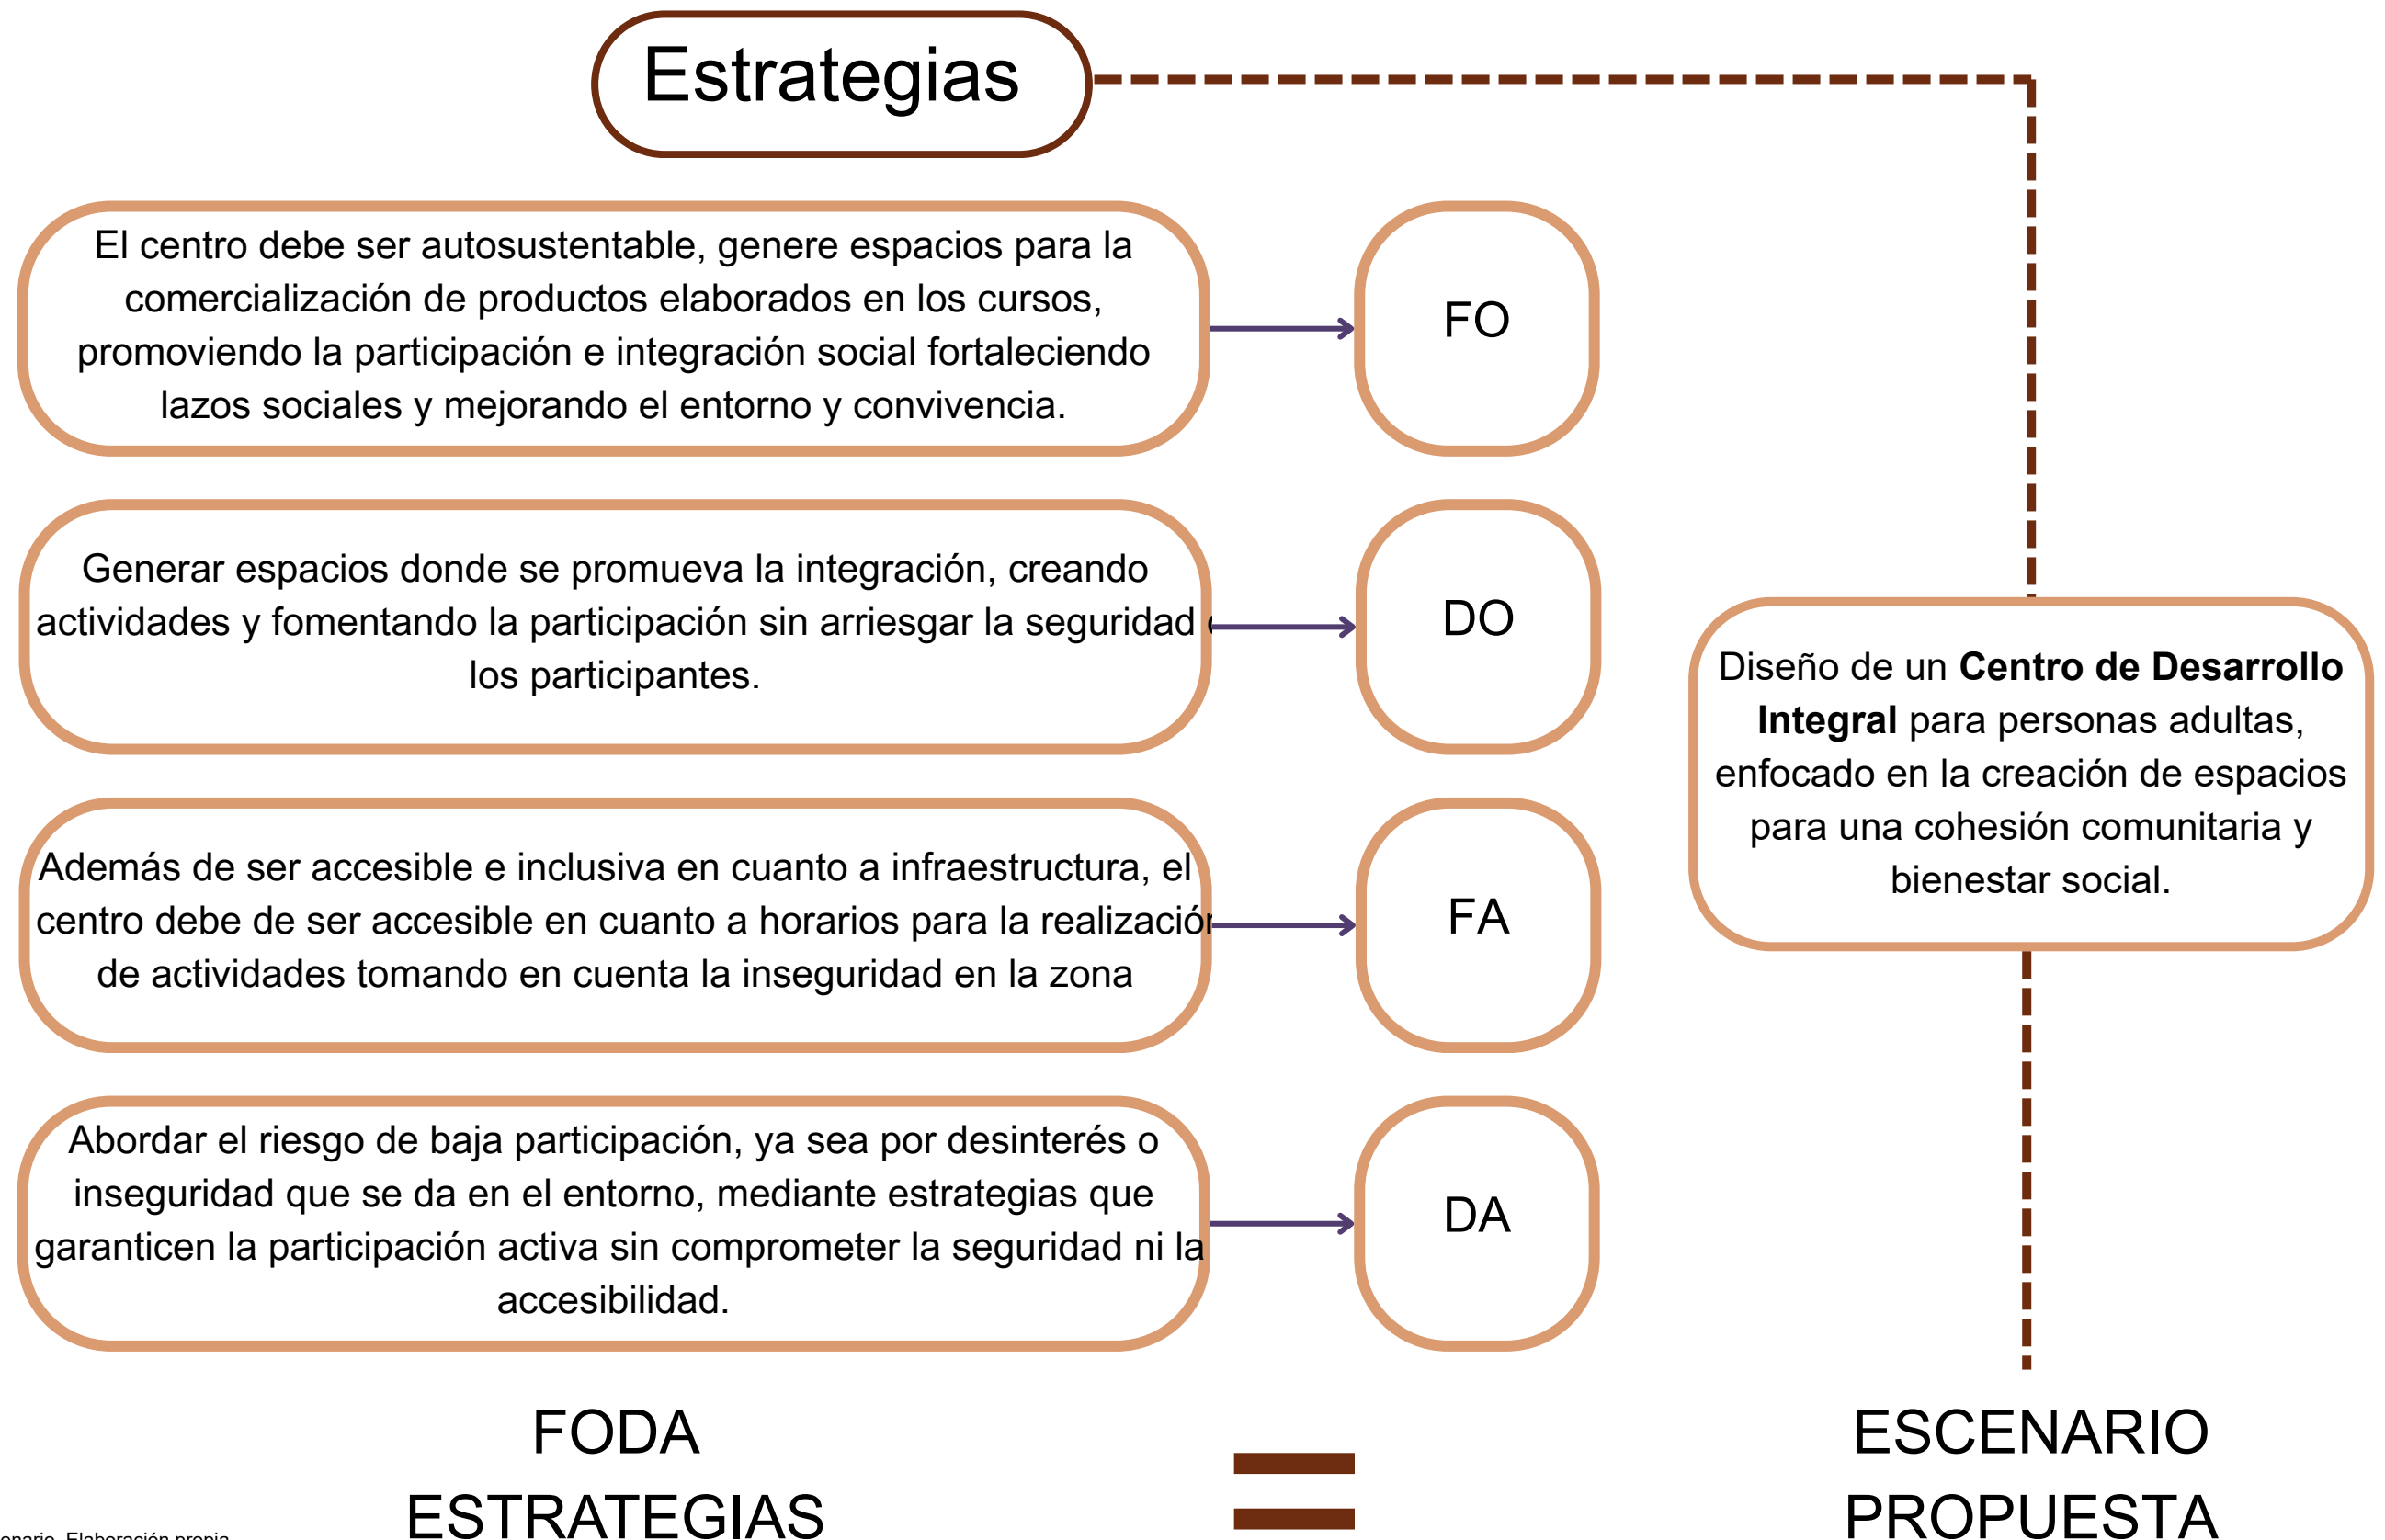 Estrategias
El centro debe ser autosustentable, genere espacios para la
comercialización de productos elaborados en los cursos,
promoviendo la participación e integración social fortaleciendo
lazos sociales y mejorando el entorno y convivencia.
FO
Generar espacios donde se promueva la integración, creando
actividades y fomentando la participación sin arriesgar la seguridad
los participantes.
DO
Además de ser accesible e inclusiva en cuanto a infraestructura, el
centro debe de ser accesible en cuanto a horarios para la realización
de actividades tomando en cuenta la inseguridad en la zona
FA
Abordar el riesgo de baja participación, ya sea por desinterés o
inseguridad que se da en el entorno, mediante estrategias que
garanticen la participación activa sin comprometer la seguridad ni la
accesibilidad.
DA
Diseño de un Centro de Desarrollo
Integral para personas adultas,
enfocado en la creación de espacios
para una cohesión comunitaria y
bienestar social.
FODA
ESTRATEGIAS
ESCENARIO
PROPUESTA
Elaboración propia